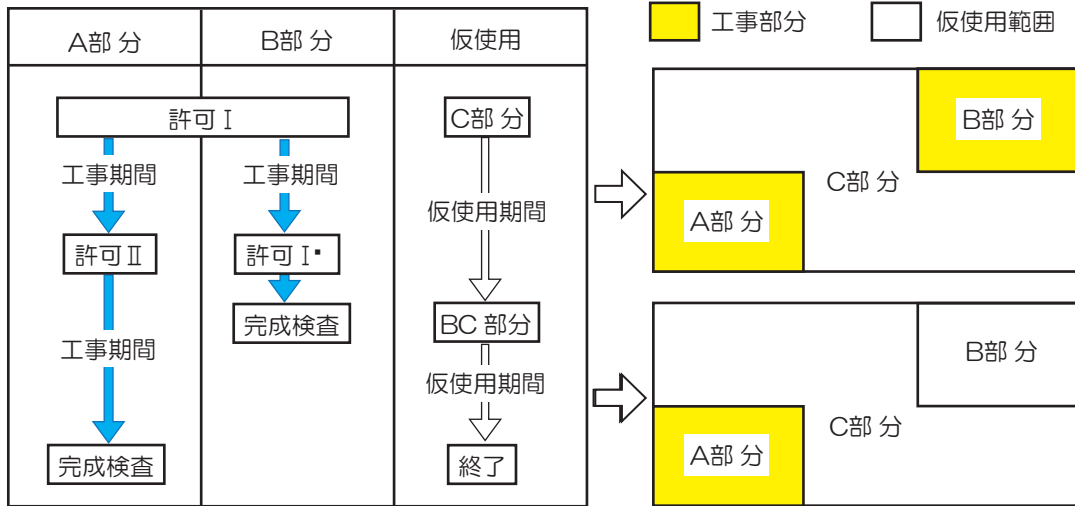 A部分
B部分
仮使用
工事部分
仮使用範囲
許可Ⅰ
C部分
工事期間
工事期間
仮使用期間
許可Ⅱ
許可Ⅰ▪
完成検査
BC部分
工事期間
仮使用期間
完成検査
終了
B部分
C部分
A部分
B部分
C部分
A部分